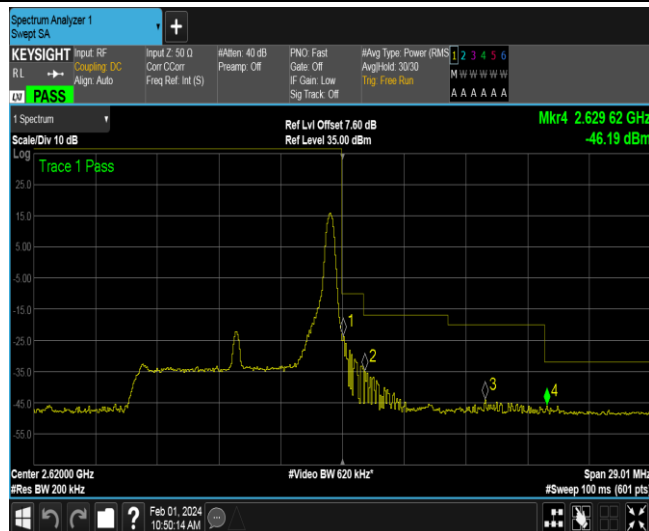 Spectrum Analyzer 1
Swept SA
KEYSIGHT
RL
PASS
Input: RF
Coupling: DC
Align: Auto
Input Z: 50 Ω
Corr CCorr
Freq Ref: Int (S)
#Atten: 40 dB
Preamp: Off
PNO: Fast
Gate: Off
IF Gain: Low
Sig Track: Off
#Avg Type: Power (RMS
Avg|Hold: 30/30
Trig: Free Run
1 2 3 4 5 6
M W W W W W
A A A A A A
1 Spectrum
Scale/Div 10 dB
Log
Ref Lvl Offset 7.60 dB
Ref Level 35.00 dBm
Mkr4 2.629 62 GHz
-46.19 dBm
Trace 1 Pass
25.0
15.0
5.00
-5.00
-15.0
-25.0
-35.0
-45.0
-55.0
1
2
3
4
Center 2.62000 GHz
#Res BW 200 kHz
#Video BW 620 kHz*
Span 29.01 MHz
#Sweep 100 ms (601 pts)
?
Feb 01, 2024
10:50:14 AM